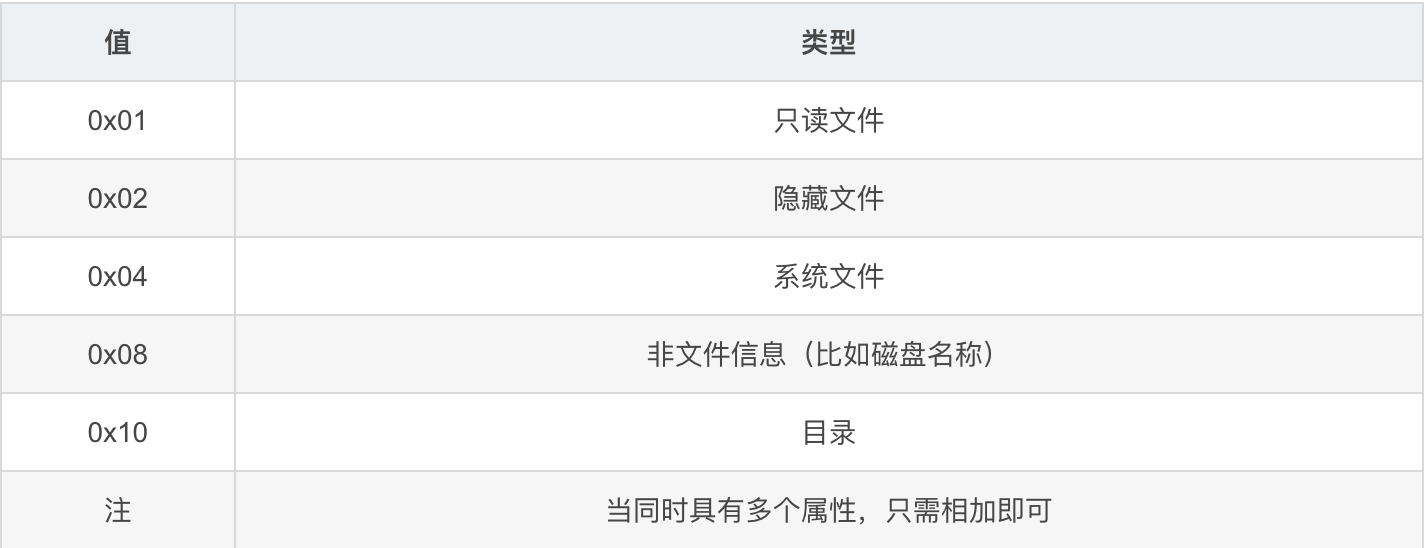 值 类型
0x01 只读文件
0x02 隐藏文件
0x04 系统文件
0x08 非文件信息（比如磁盘名称）
0x10 目录
注 当同时具有多个属性，只需相加即可